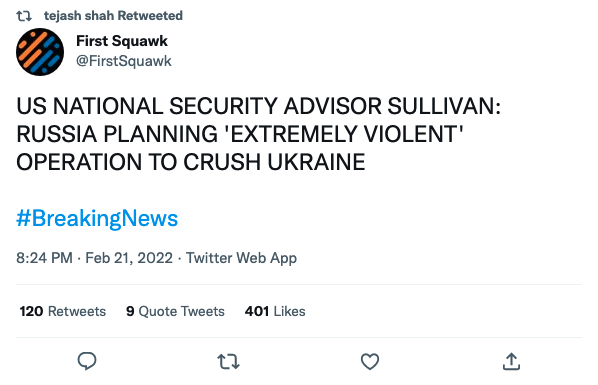 tejash shah Retweeted
First Squawk
@FirstSquawk
US NATIONAL SECURITY ADVISOR SULLIVAN:
RUSSIA PLANNING 'EXTREMELY VIOLENT'
OPERATION TO CRUSH UKRAINE
#BreakingNews
8:24 PM · Feb 21, 2022 · Twitter Web App
120 Retweets 9 Quote Tweets 401 Likes